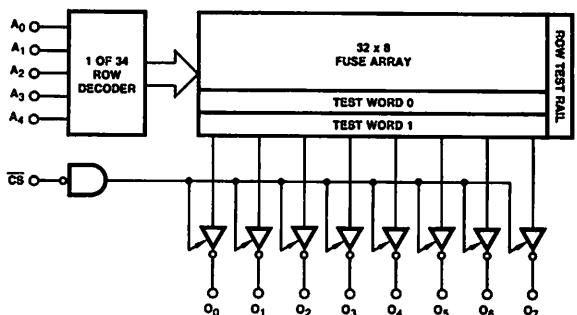 A0
A1
A2
A3
A4
1 OF 34
ROW
DECODER
32 x 8
FUSE ARRAY
TEST WORD 0
TEST WORD 1
ROW TEST RAIL
CS
O0
O1
O2
O3
O4
O5
O6
O7